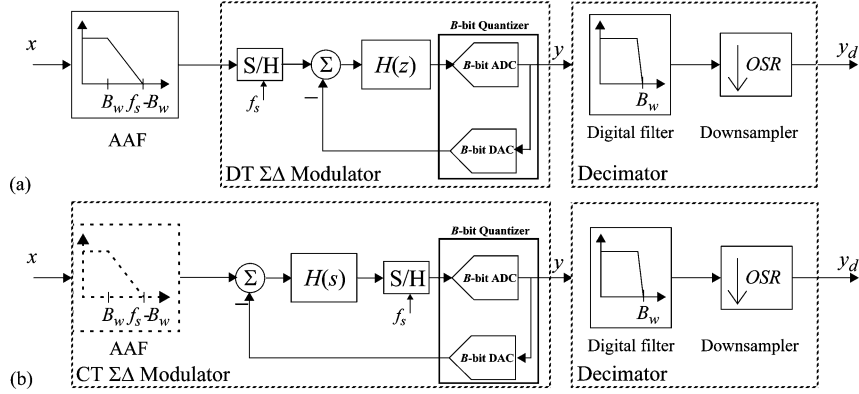 B-bit Quantizer
x
S/H
Σ
H(z)
B-bit ADC
y
OSR
y_d
B_w f_s-B_w
f_s
−
B_w
AAF
B-bit DAC
Digital filter
Downsampler
DT ΣΔ Modulator
Decimator
(a)
B-bit Quantizer
x
Σ
H(s)
S/H
B-bit ADC
y
OSR
y_d
B_w f_s-B_w
−
f_s
B_w
AAF
B-bit DAC
Digital filter
Downsampler
(b)
CT ΣΔ Modulator
Decimator